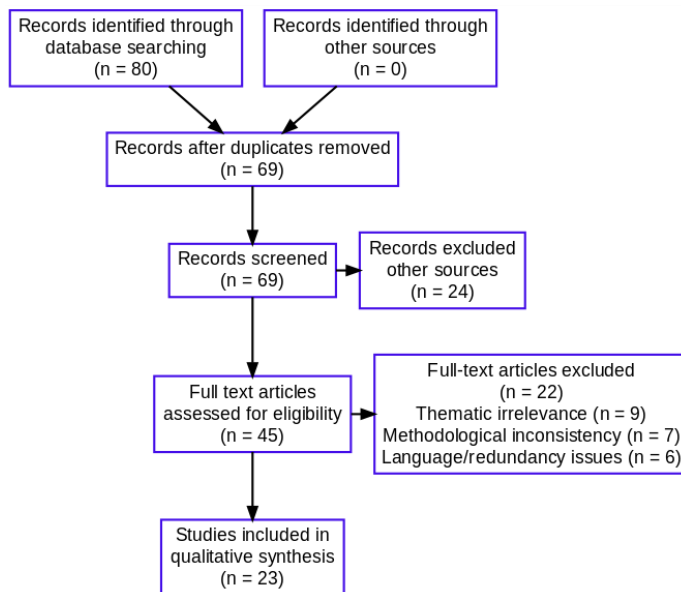 Records identified through
database searching
(n = 80)
Records identified through
other sources
(n = 0)
Records after duplicates removed
(n = 69)
Records screened
(n = 69)
Records excluded
other sources
(n = 24)
Full text articles
assessed for eligibility
(n = 45)
Full-text articles excluded
(n = 22)
Thematic irrelevance (n = 9)
Methodological inconsistency (n = 7)
Language/redundancy issues (n = 6)
Studies included in
qualitative synthesis
(n = 23)